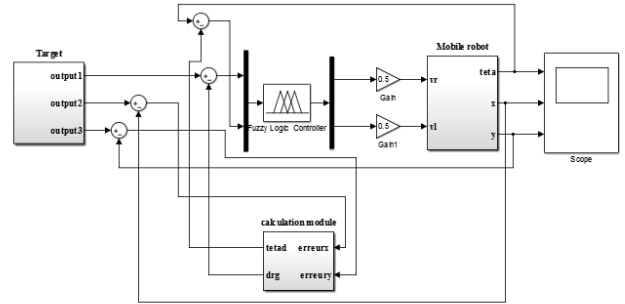 Target
output1
output2
output3
Fuzzy Logic Controller
0.5
Gain
0.5
Gain1
Mobile robot
vr
vl
teta
x
y
Scope
calculation module
tetad
drg
erreurx
erreury